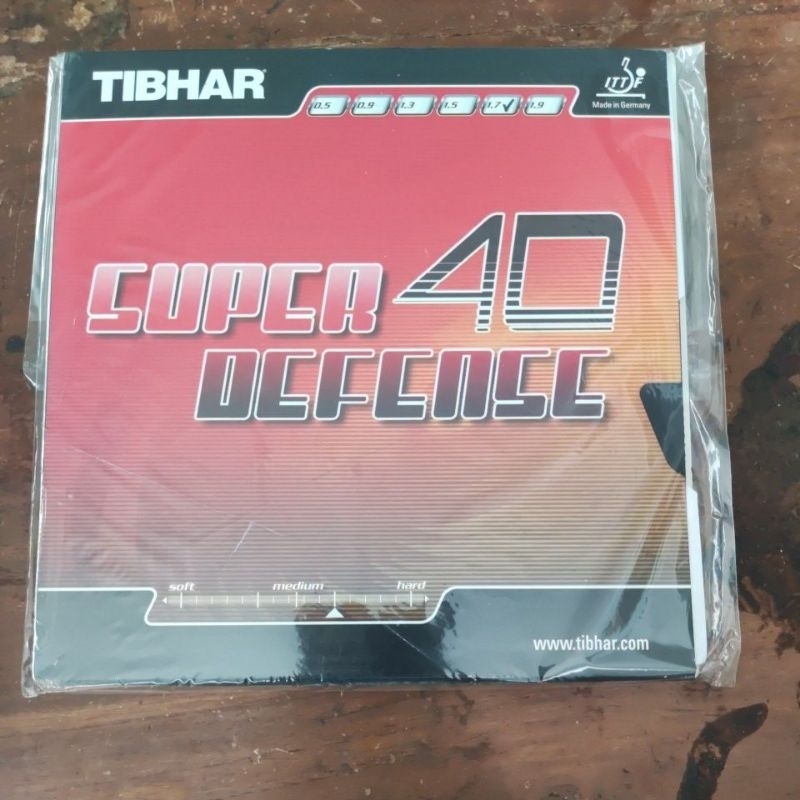 TIBHAR
0.5 0.9 1.3 1.5 1.7✓ 1.9
ITTF
Made in Germany
SUPER 40
DEFENSE
soft medium hard
www.tibhar.com